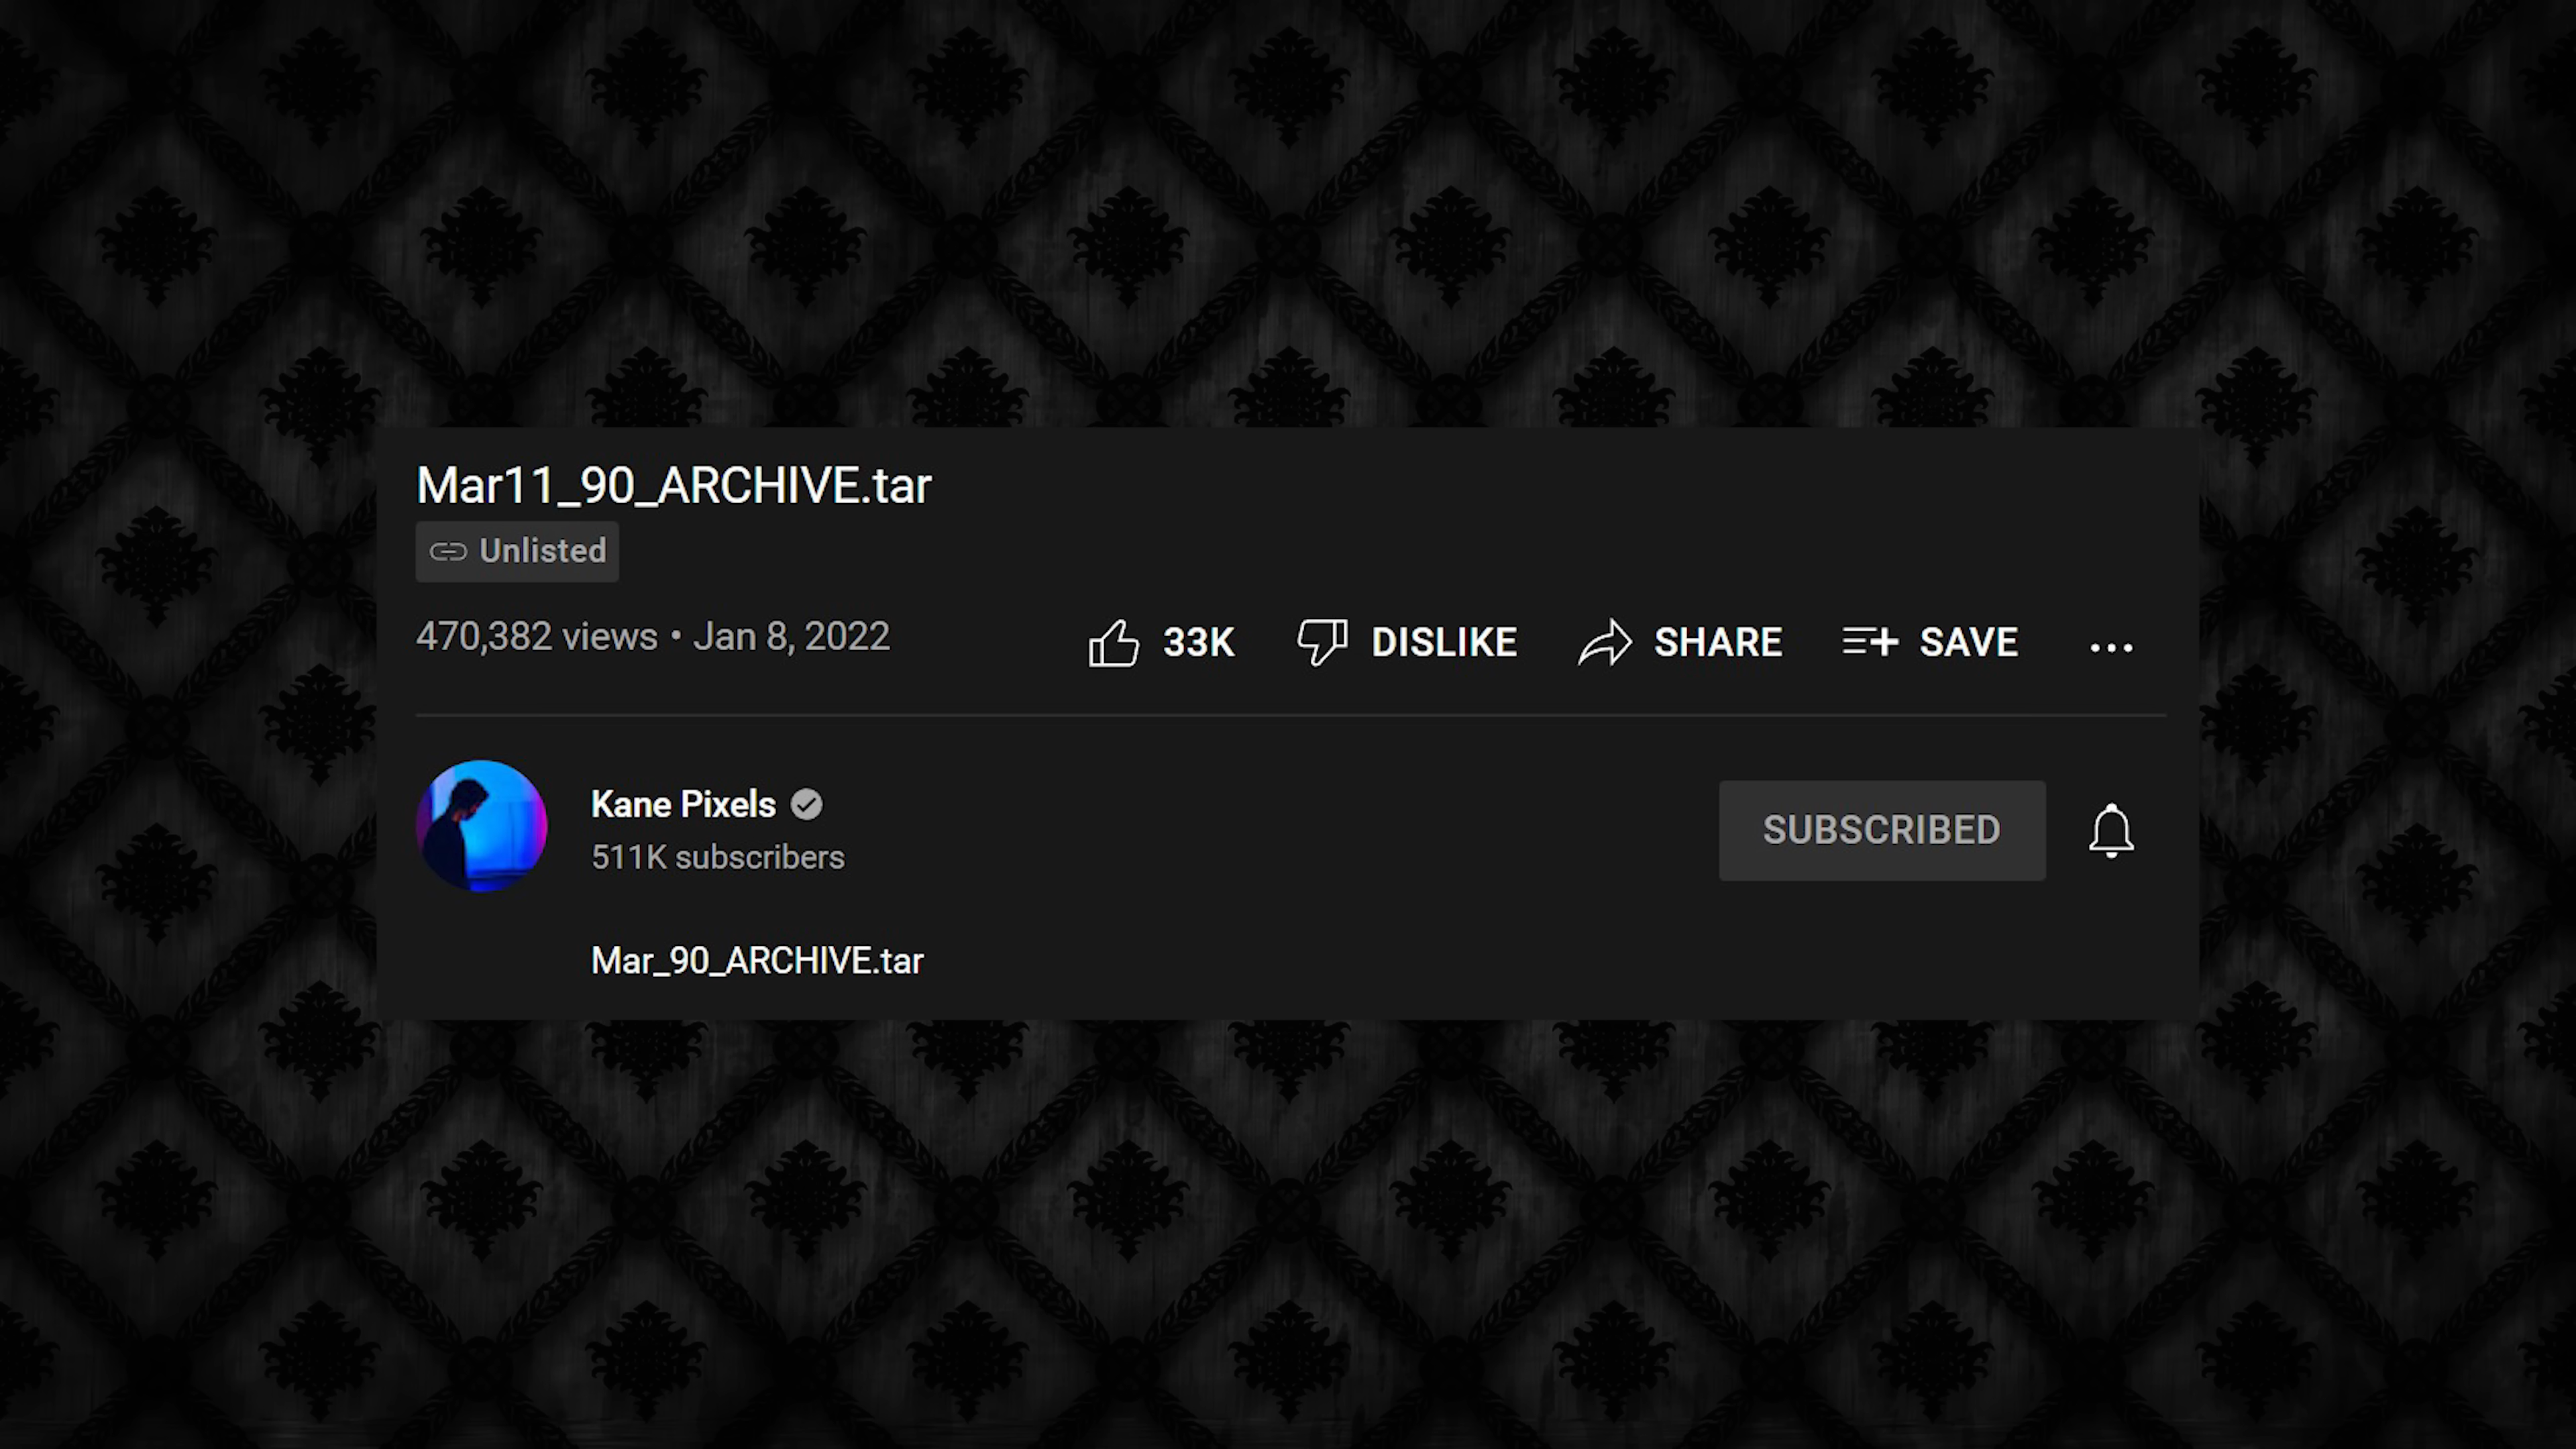 Mar11_90_ARCHIVE.tar
Unlisted
470,382 views • Jan 8, 2022
33K
DISLIKE
SHARE
SAVE
...
Kane Pixels
511K subscribers
SUBSCRIBED
Mar_90_ARCHIVE.tar